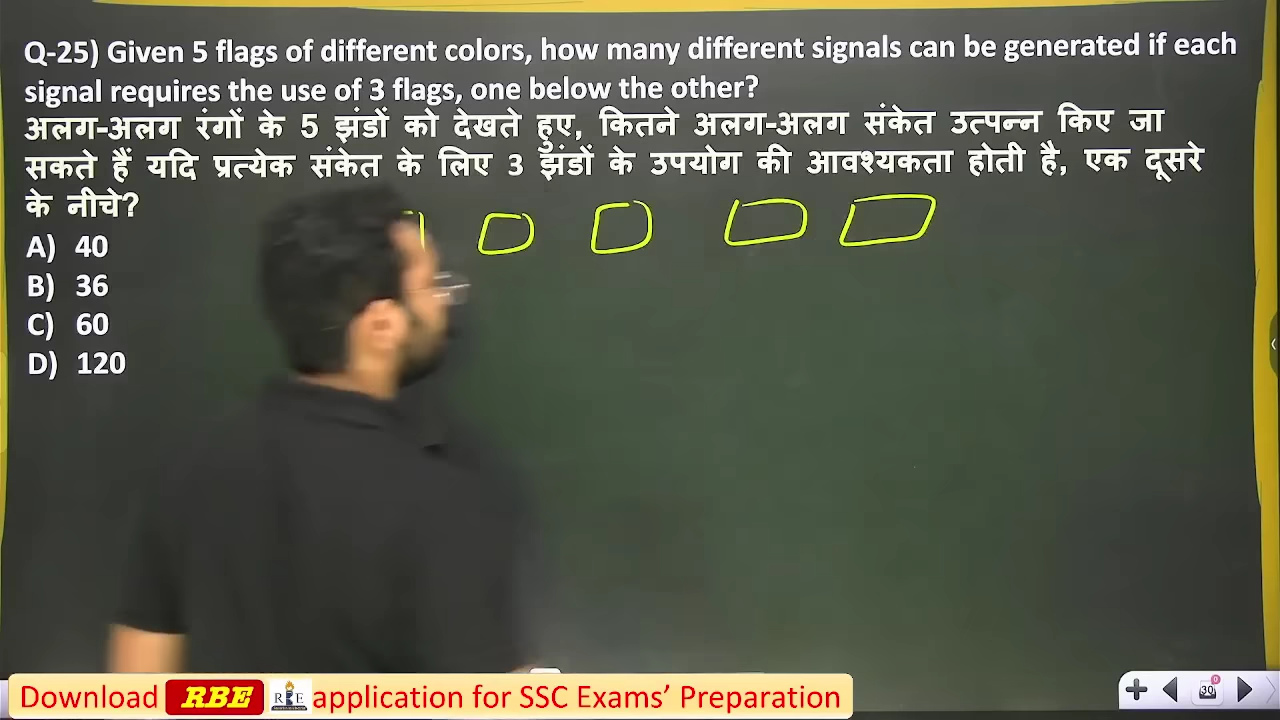 Q-25) Given 5 flags of different colors, how many different signals can be generated if each
signal requires the use of 3 flags, one below the other?
अलग-अलग रंगों के 5 झंडों को देखते हुए, कितने अलग-अलग संकेत उत्पन्न किए जा
सकते हैं यदि प्रत्येक संकेत के लिए 3 झंडों के उपयोग की आवश्यकता होती है, एक दूसरे
के नीचे?
A) 40
B) 36
C) 60
D) 120
Download RBE RBE application for SSC Exams' Preparation
30